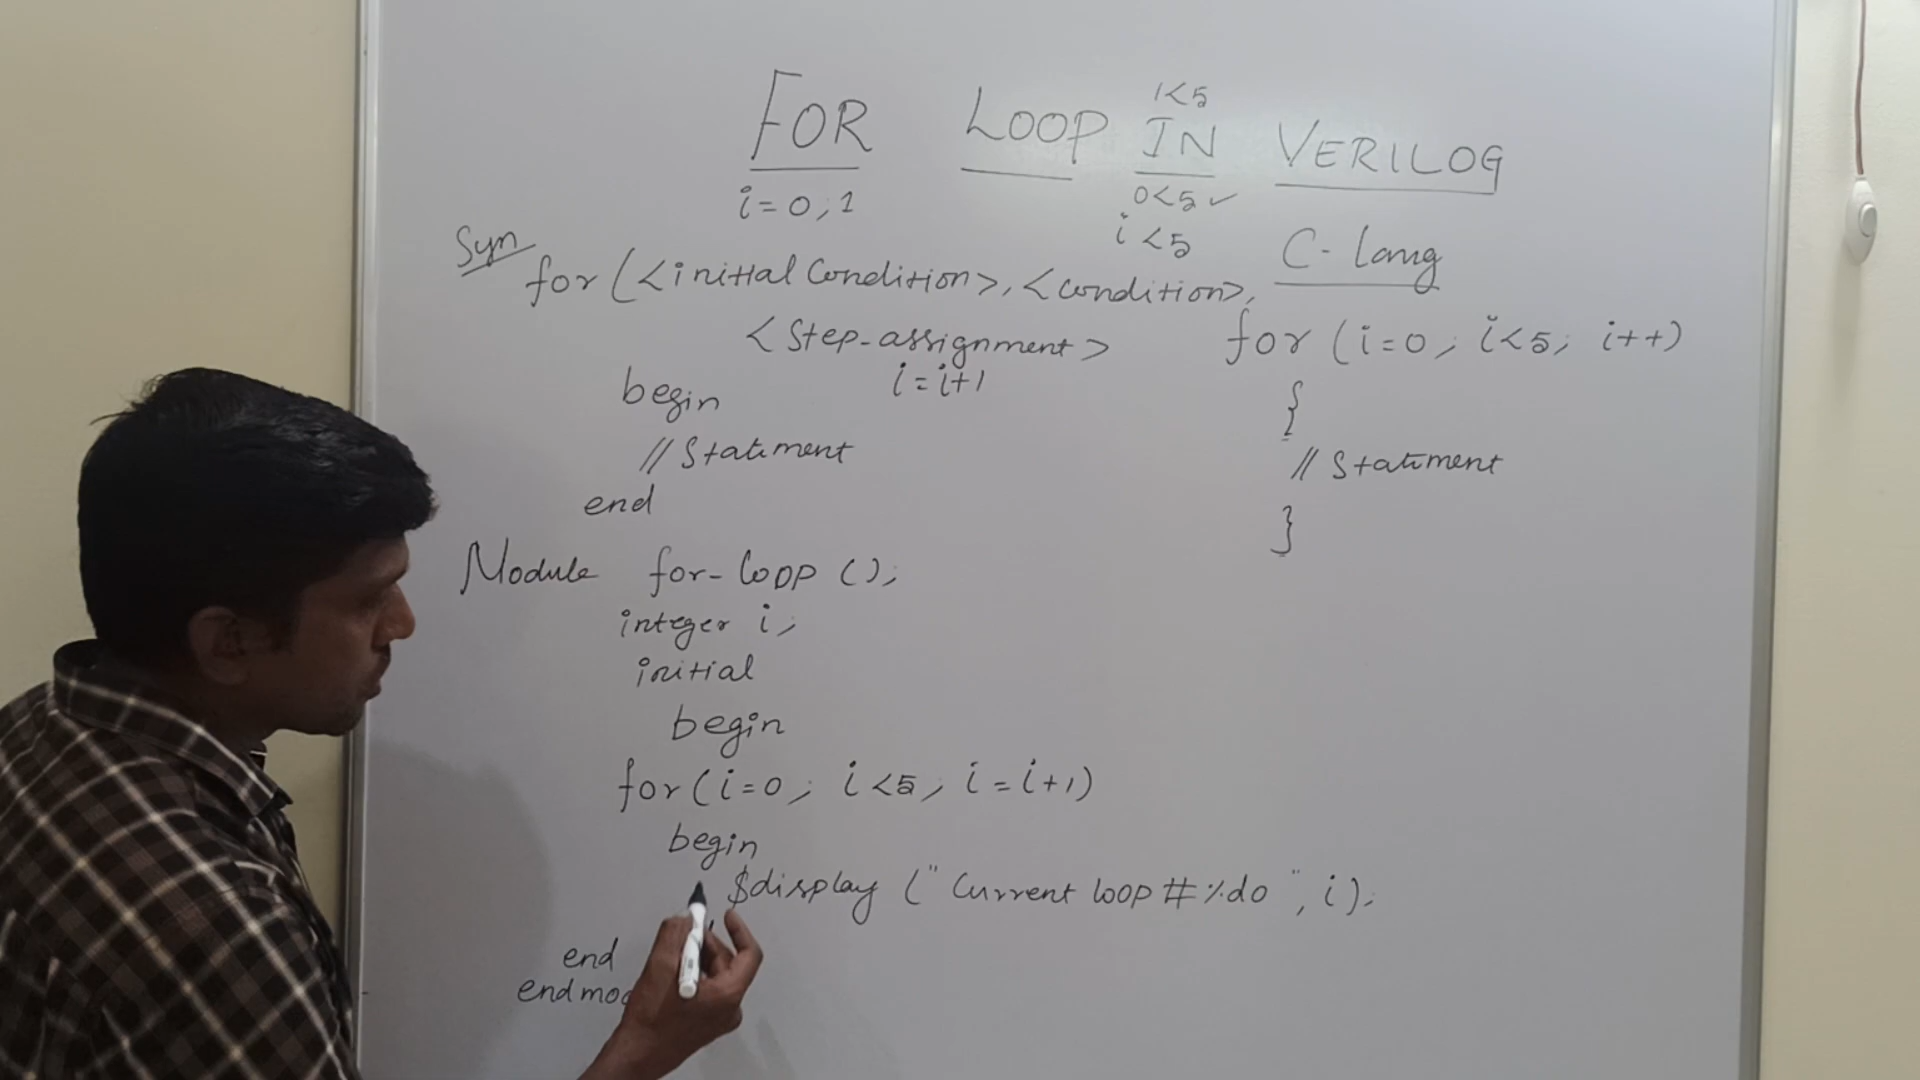 1<5
FOR LOOP IN VERILOG
i=0,1
0<5 ✓
i<5
Syn
for (<initial Condition>, <condition>,
<Step-assignment>
i=i+1
begin
// Statement
end
C-lang
for (i=0; i<5; i++)
{
// Statement
}
Module for-loop ();
integer i;
initial
begin
for(i=0; i<5; i=i+1)
begin
$display ("Current loop #%do", i);
end